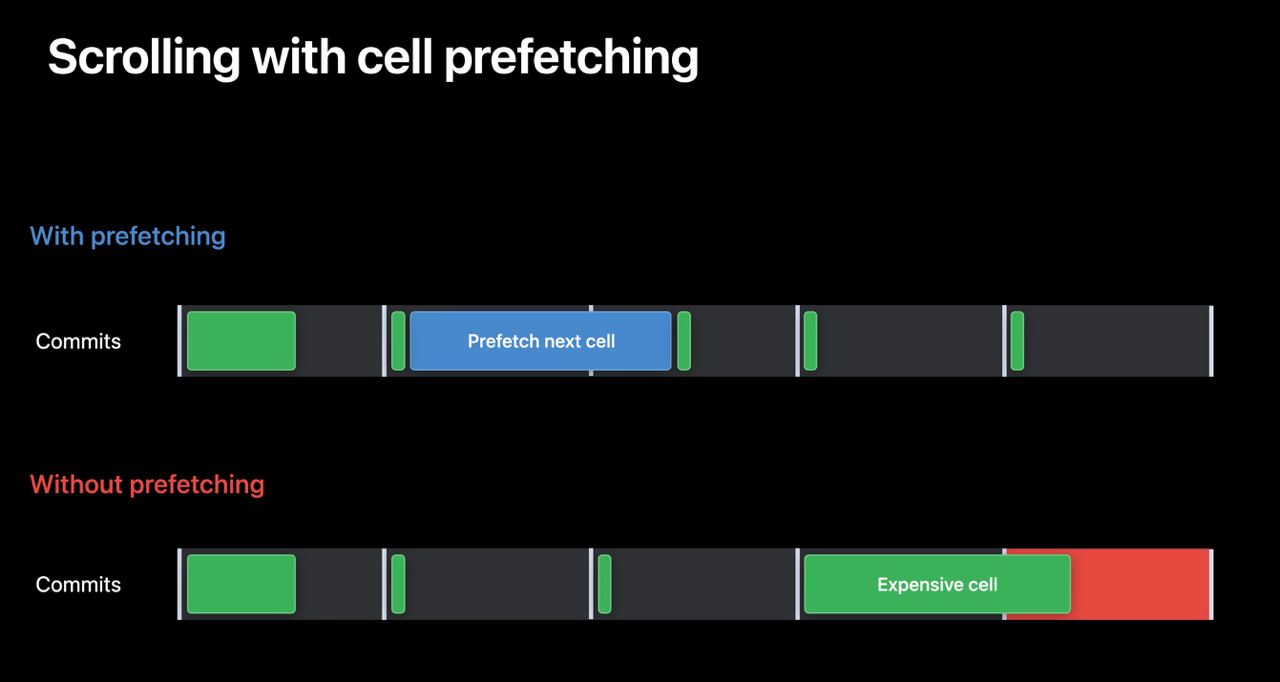 Scrolling with cell prefetching
With prefetching
Commits
Prefetch next cell
Without prefetching
Commits
Expensive cell